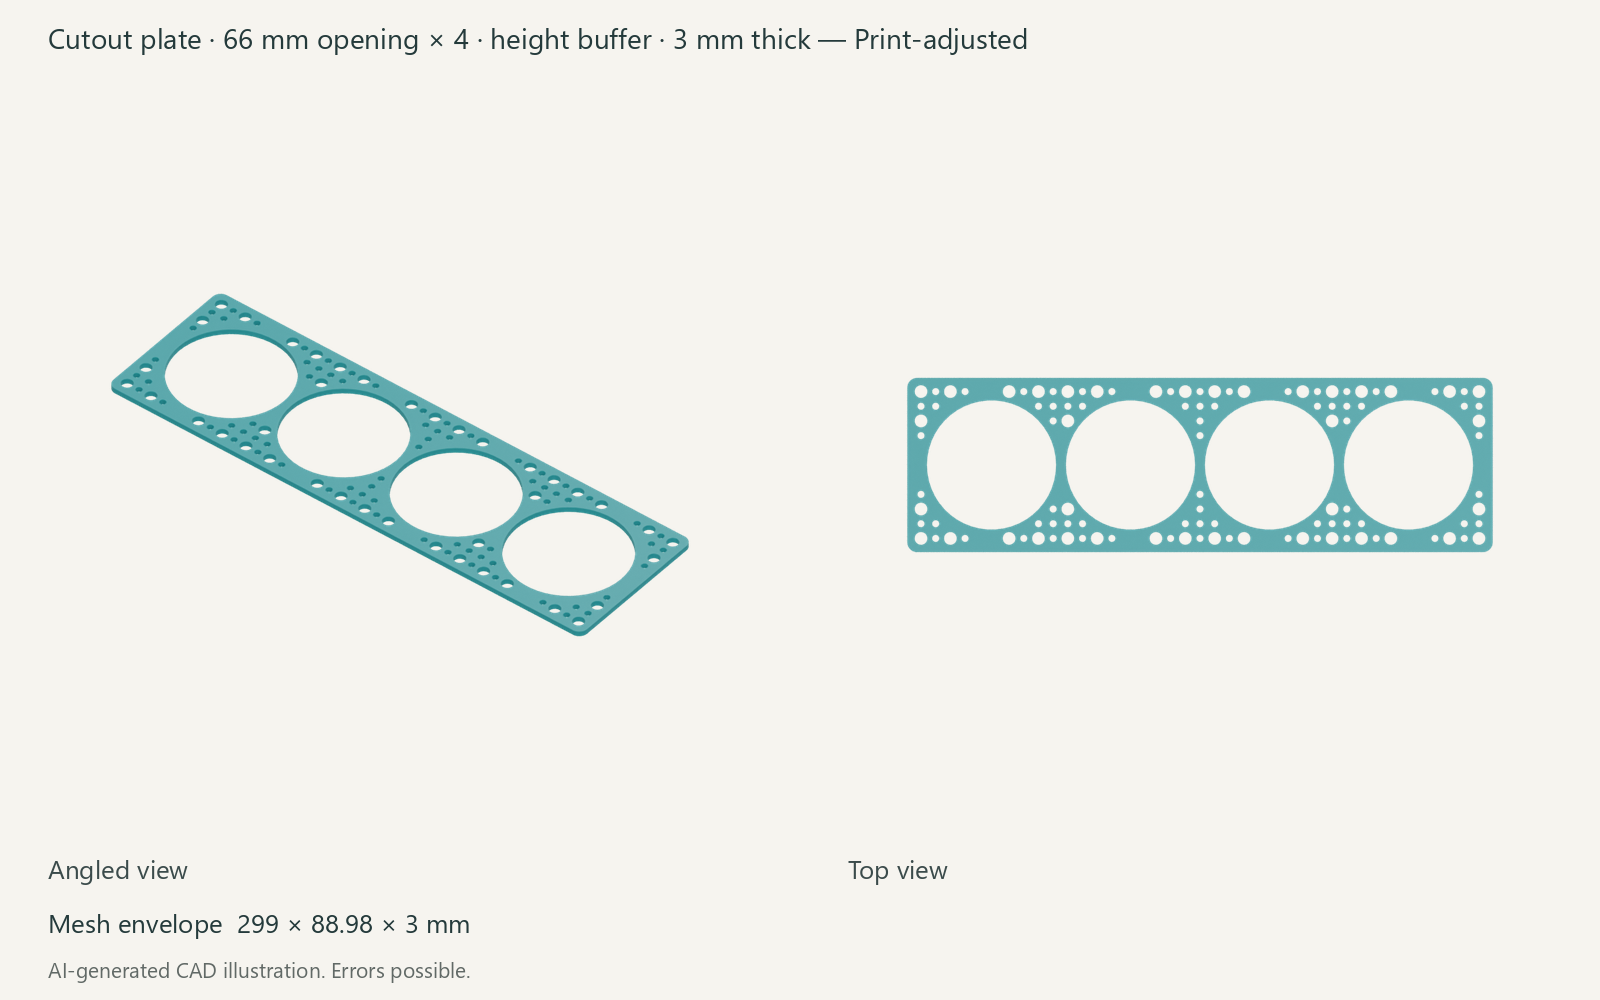 Cutout plate · 66 mm opening × 4 · height buffer · 3 mm thick — Print-adjusted
Angled view
Top view
Mesh envelope 299 × 88.98 × 3 mm
AI-generated CAD illustration. Errors possible.